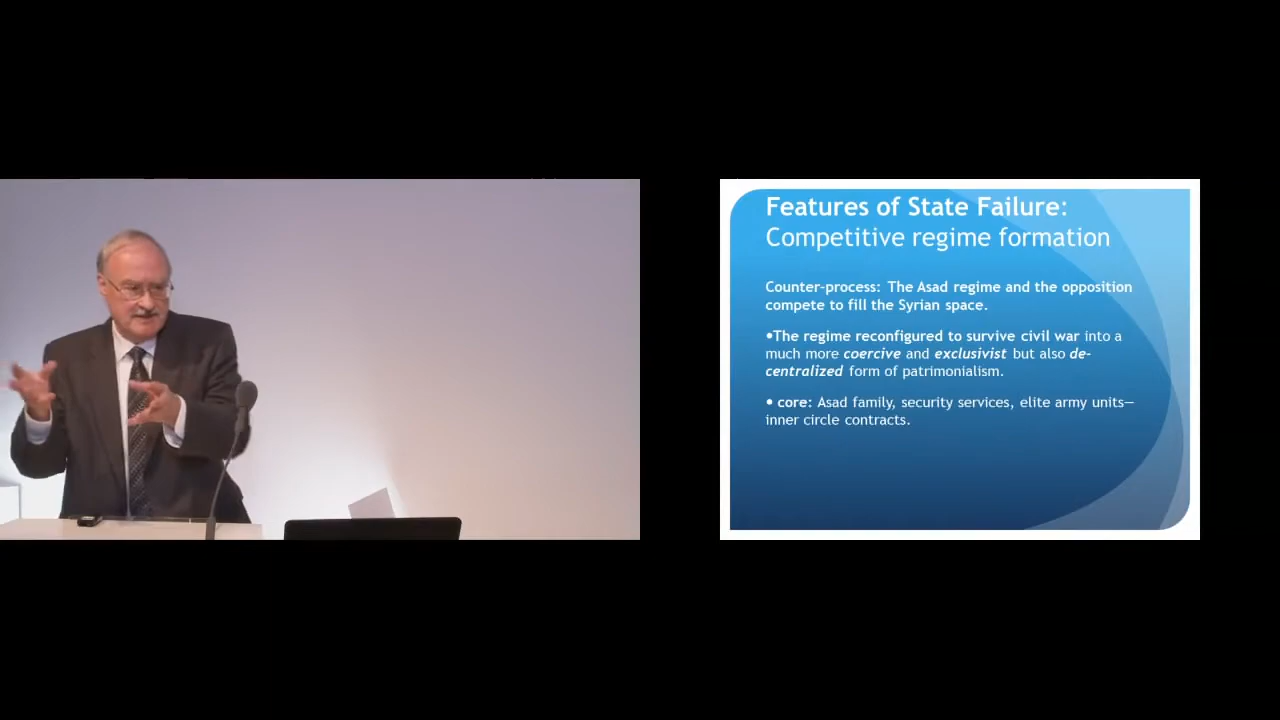 Features of State Failure:
Competitive regime formation
Counter-process: The Asad regime and the opposition
compete to fill the Syrian space.
•The regime reconfigured to survive civil war into a
much more coercive and exclusivist but also de-
centralized form of patrimonialism.
• core: Asad family, security services, elite army units—
inner circle contracts.